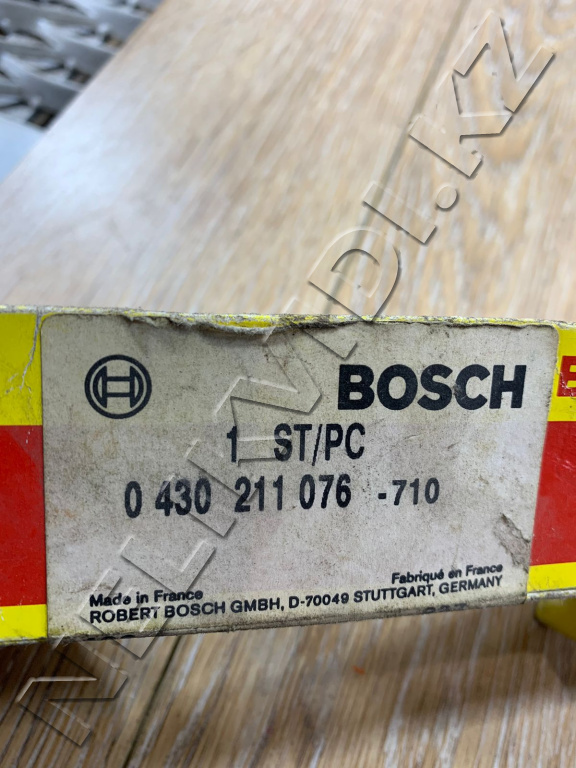 BOSCH
1 ST/PC
0 430 211 076 -710
Made in France
Fabriqué en France
ROBERT BOSCH GMBH, D-70049 STUTTGART, GERMANY